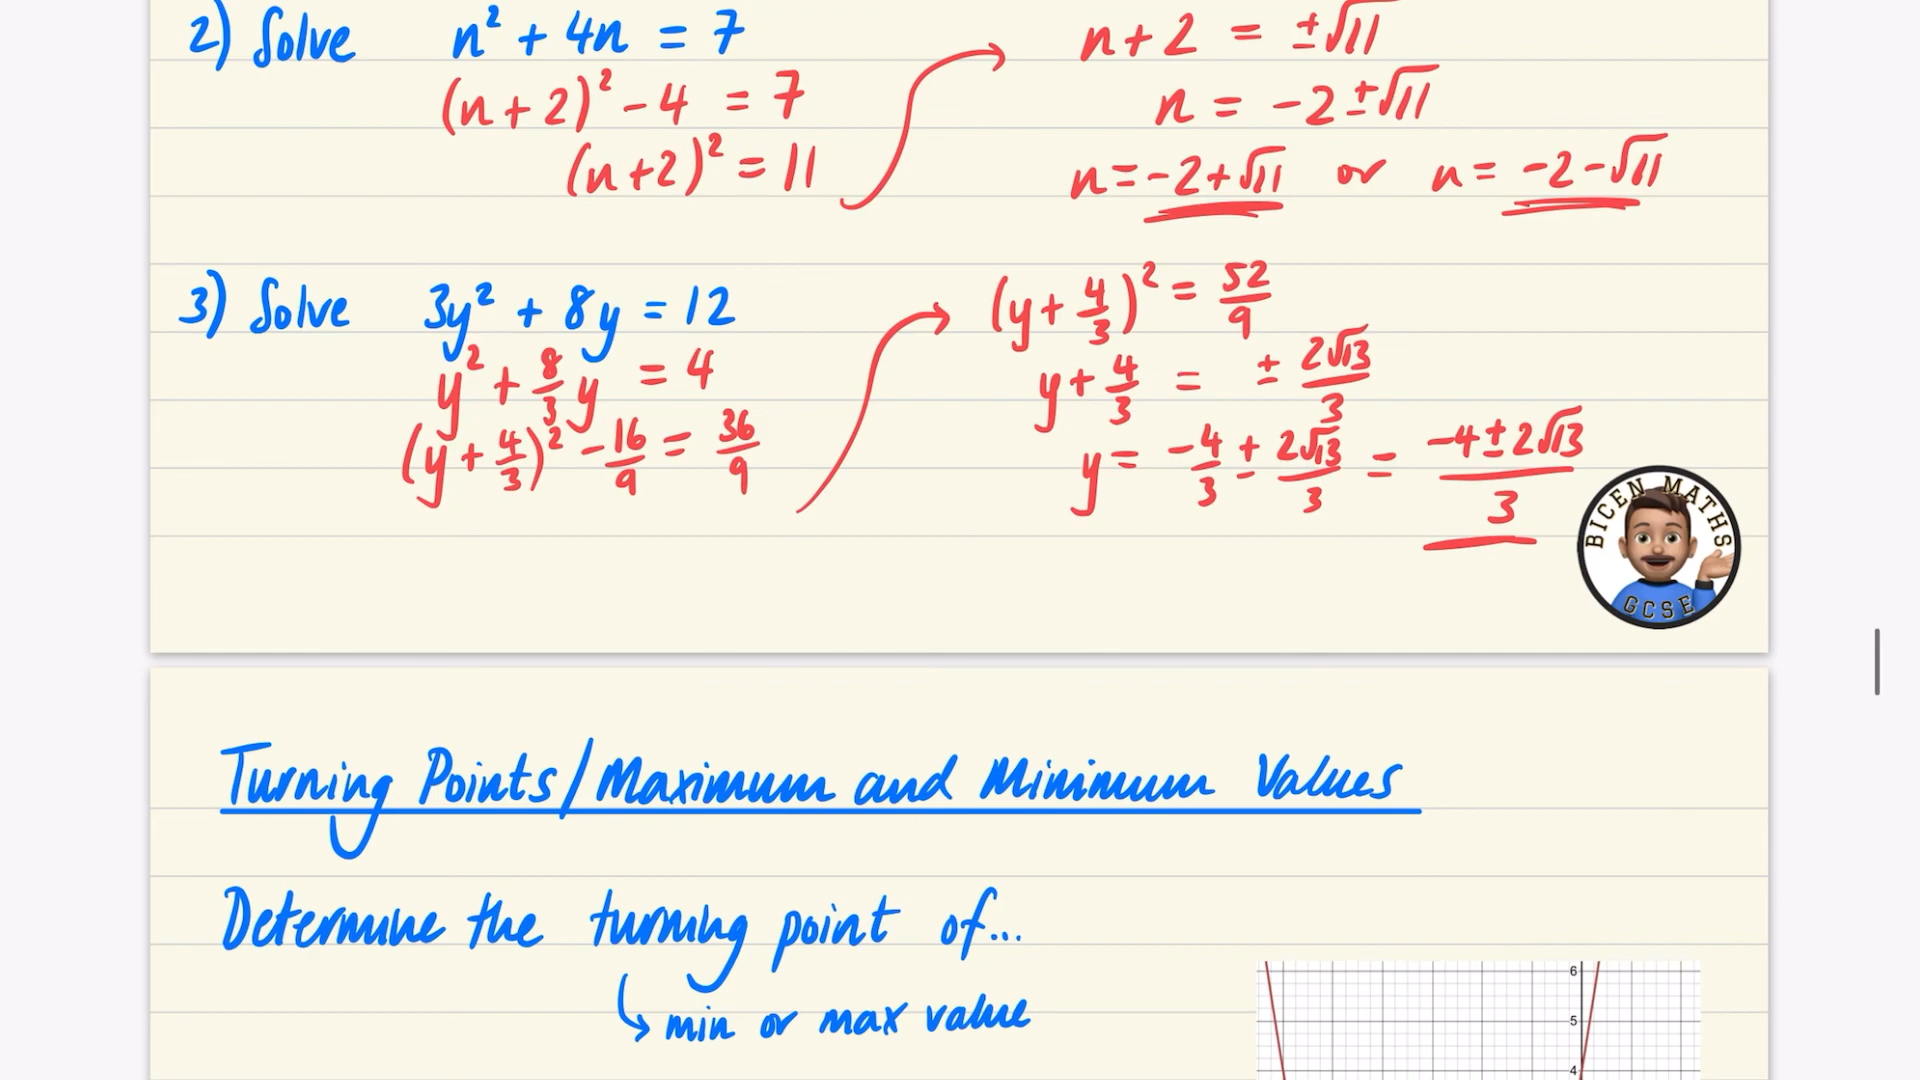 2) Solve n² + 4n = 7
(n + 2)² - 4 = 7
(n+2)² = 11
n + 2 = ±√11
n = -2 ±√11
n = -2+√11 or n = -2-√11
3) Solve 3y² + 8y = 12
y² + 8/3 y = 4
(y + 4/3)² - 16/9 = 36/9
(y + 4/3)² = 52/9
y + 4/3 = ± 2√13/3
y = -4/3 ± 2√13/3 = -4 ± 2√13/3
BICEN MATHS
GCSE
Turning Points/Maximum and Minimum Values
Determine the turning point of...
min or max value
6
5
4